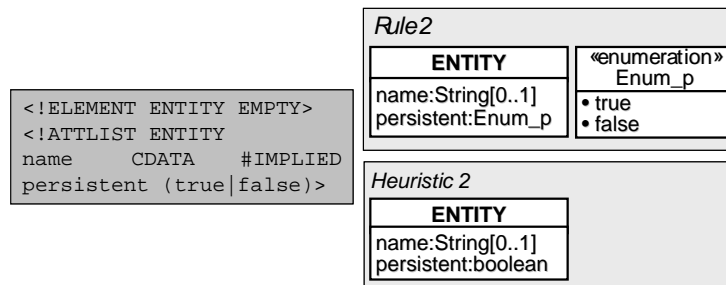 <!ELEMENT ENTITY EMPTY>
<!ATTLIST ENTITY
name CDATA #IMPLIED
persistent (true|false)>
Rule2
ENTITY
name:String[0..1]
persistent:Enum_p
«enumeration»
Enum_p
• true
• false
Heuristic 2
ENTITY
name:String[0..1]
persistent:boolean